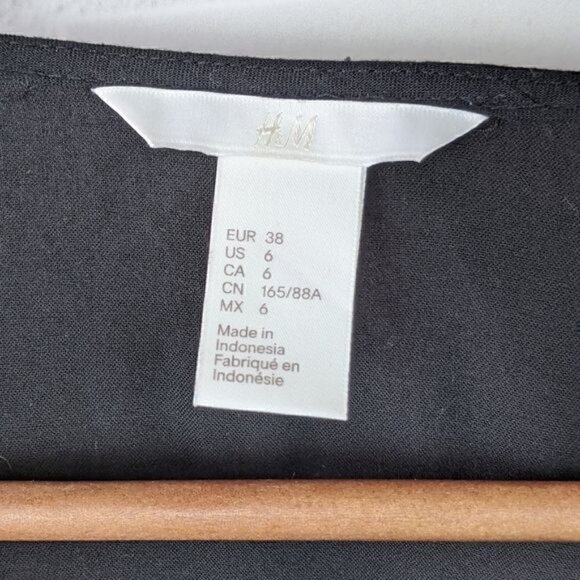 H&M
EUR 38
US 6
CA 6
CN 165/88A
MX 6
Made in
Indonesia
Fabriqué en
Indonésie